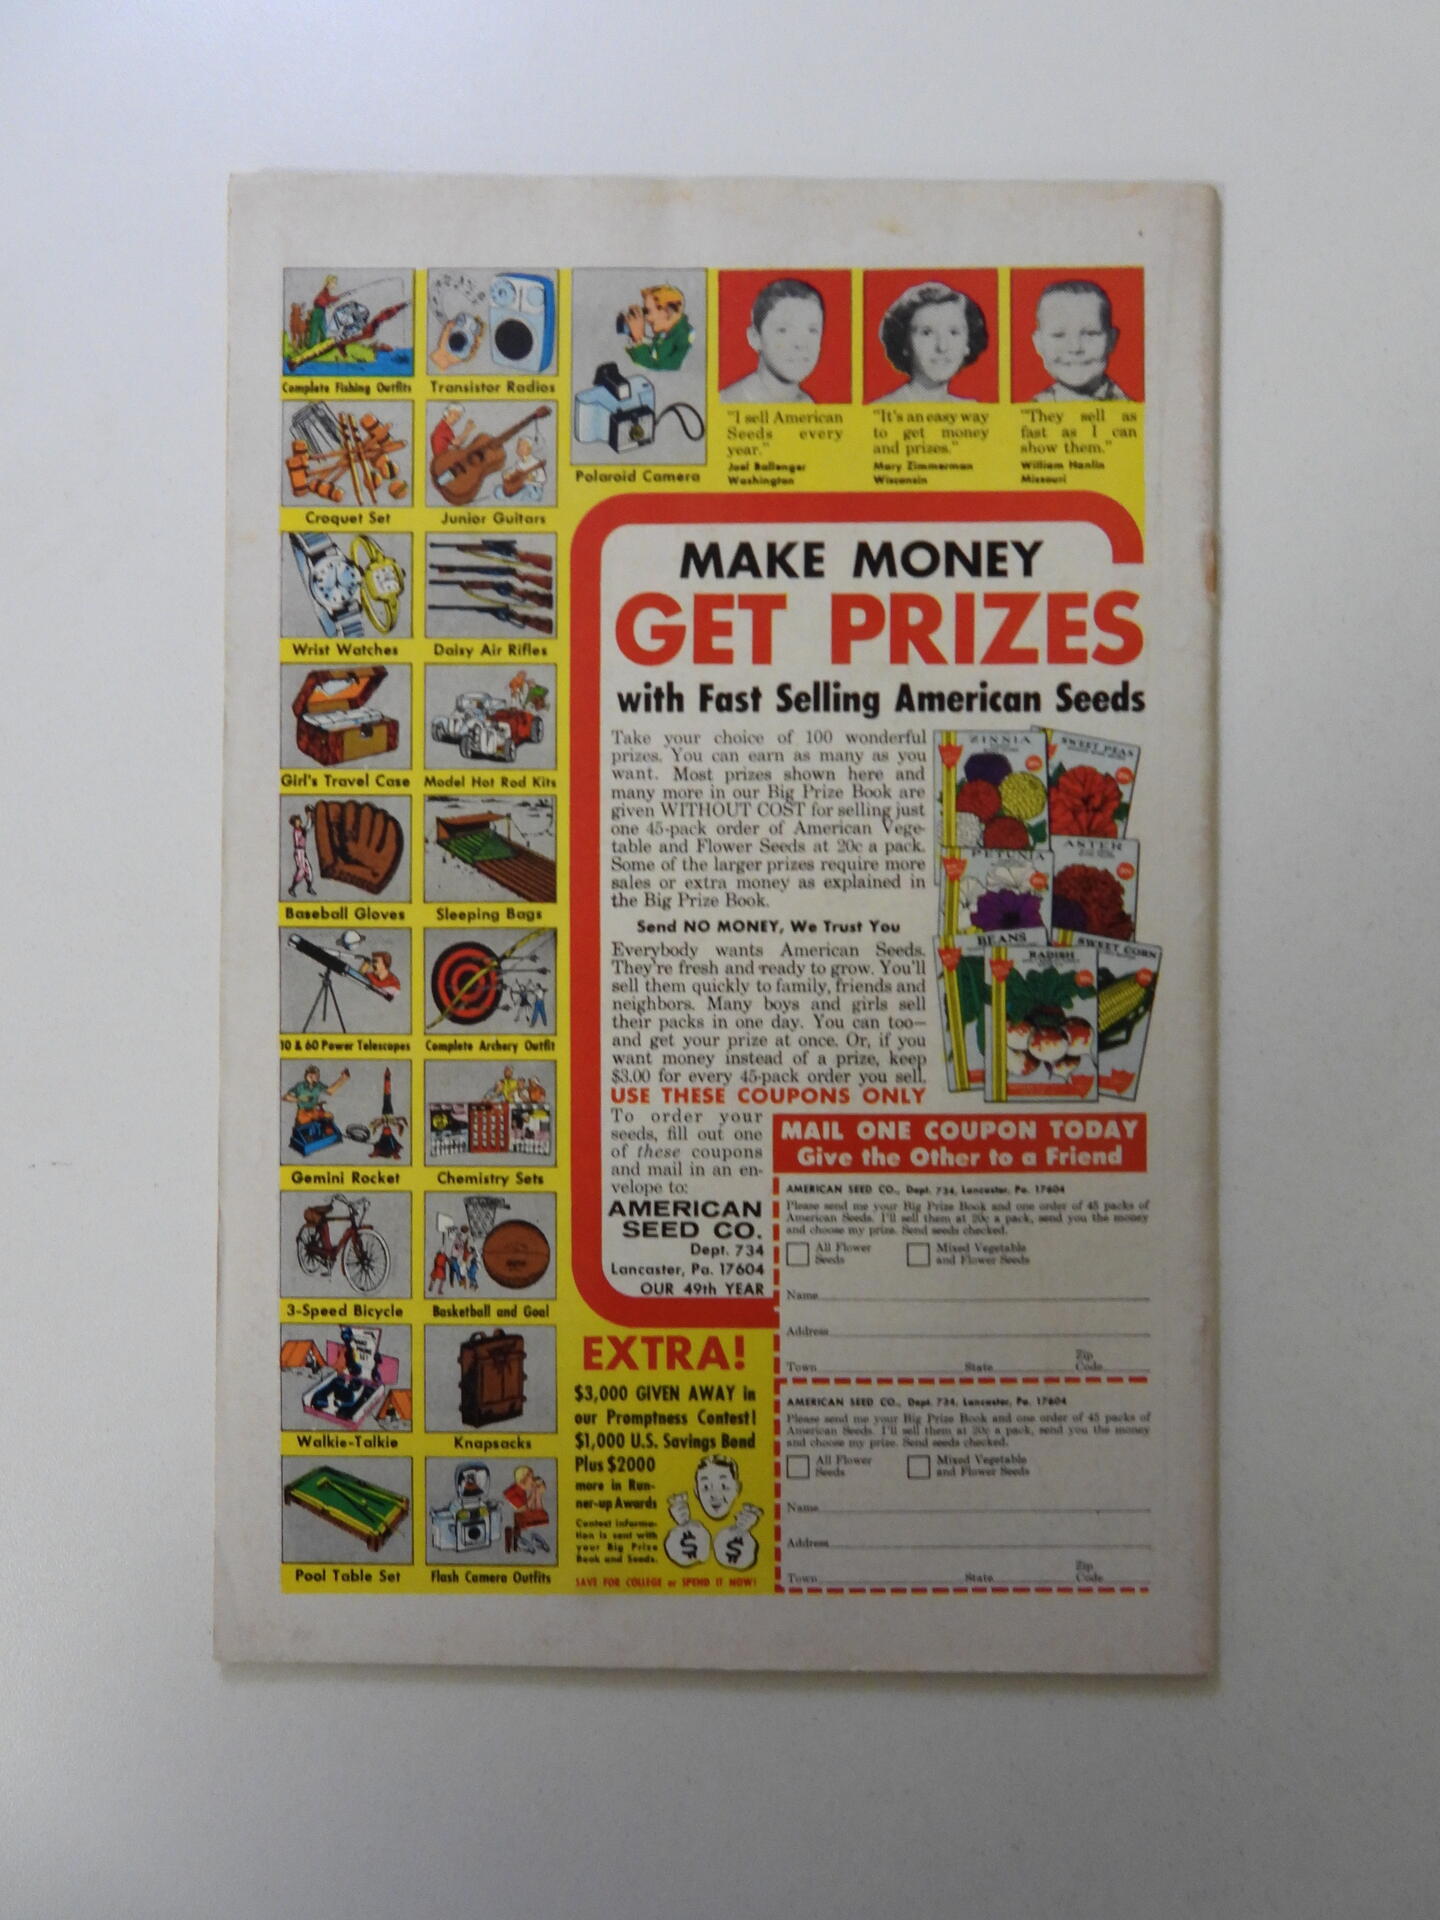 Complete Fishing Outfits
Transistor Radios
Croquet Set
Junior Guitars
Wrist Watches
Daisy Air Rifles
Girl's Travel Case
Model Hot Rod Kits
Baseball Gloves
Sleeping Bags
10 & 60 Power Telescopes
Complete Archery Outfit
Gemini Rocket
Chemistry Sets
3-Speed Bicycle
Basketball and Goal
Walkie-Talkie
Knapsacks
Pool Table Set
Flash Camera Outfits
Polaroid Camera
"I sell American
Seeds every
year."
Joel Ballenger
Washington
"It's an easy way
to get money
and prizes."
Mary Zimmerman
Wisconsin
"They sell as
fast as I can
show them."
William Hanlin
Missouri
MAKE MONEY
GET PRIZES
with Fast Selling American Seeds
Take your choice of 100 wonderful
prizes. You can earn as many as you
want. Most prizes shown here and
many more in our Big Prize Book are
given WITHOUT COST for selling just
one 45-pack order of American Vege-
table and Flower Seeds at 20c a pack.
Some of the larger prizes require more
sales or extra money as explained in
the Big Prize Book.
Send NO MONEY, We Trust You
Everybody wants American Seeds.
They're fresh and ready to grow. You'll
sell them quickly to family, friends and
neighbors. Many boys and girls sell
their packs in one day. You can too—
and get your prize at once. Or, if you
want money instead of a prize, keep
$3.00 for every 45-pack order you sell.
USE THESE COUPONS ONLY
To order your
seeds, fill out one
of these coupons
and mail in an en-
velope to:
AMERICAN
SEED CO.
Dept. 734
Lancaster, Pa. 17604
OUR 49th YEAR
ZINNIA
SWEET PEAS
PETUNIA
ASTER
BEANS
RADISH
SWEET CORN
MAIL ONE COUPON TODAY
Give the Other to a Friend
AMERICAN SEED CO., Dept. 734, Lancaster, Pa. 17604
Please send me your Big Prize Book and one order of 45 packs of
American Seeds. I'll sell them at 20c a pack, send you the money
and choose my prize. Send seeds checked.
All Flower
Seeds
Mixed Vegetable
and Flower Seeds
Name
Address
Town State Zip
Code
AMERICAN SEED CO., Dept. 734, Lancaster, Pa. 17604
Please send me your Big Prize Book and one order of 45 packs of
American Seeds. I'll sell them at 20c a pack, send you the money
and choose my prize. Send seeds checked.
All Flower
Seeds
Mixed Vegetable
and Flower Seeds
Name
Address
Town State Zip
Code
EXTRA!
$3,000 GIVEN AWAY in
our Promptness Contest!
$1,000 U.S. Savings Bond
Plus $2000
more in Run-
ner-up Awards
Contest informa-
tion is sent with
your Big Prize
Book and Seeds.
$ $
SAVE FOR COLLEGE or SPEND IT NOW!